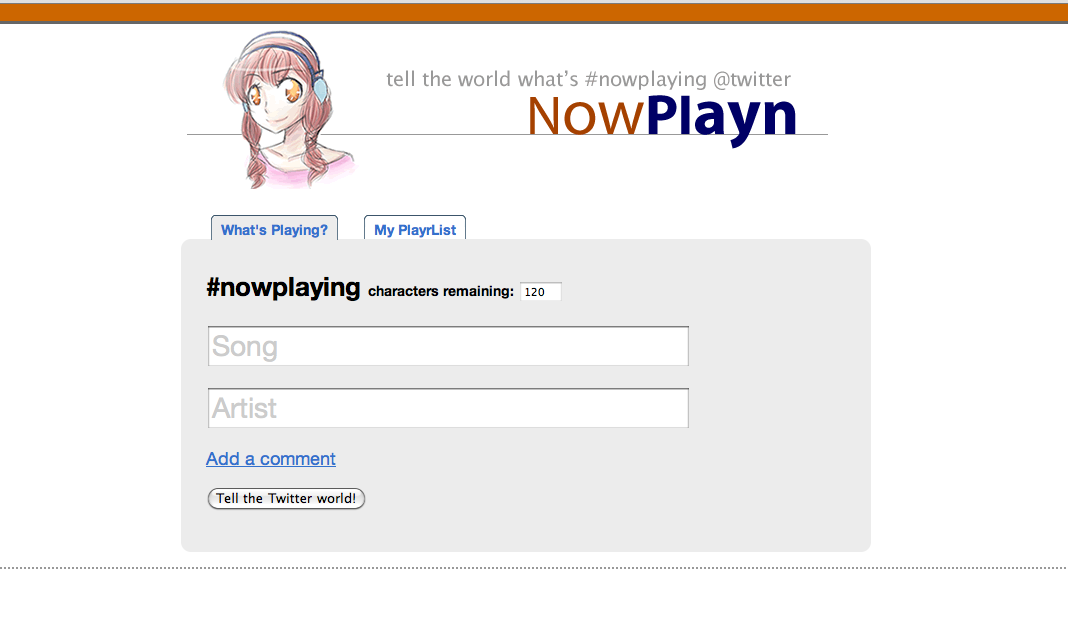 tell the world what's #nowplaying @twitter
NowPlayn
What's Playing? My PlayrList
#nowplaying characters remaining: 120
Song
Artist
Add a comment
Tell the Twitter world!